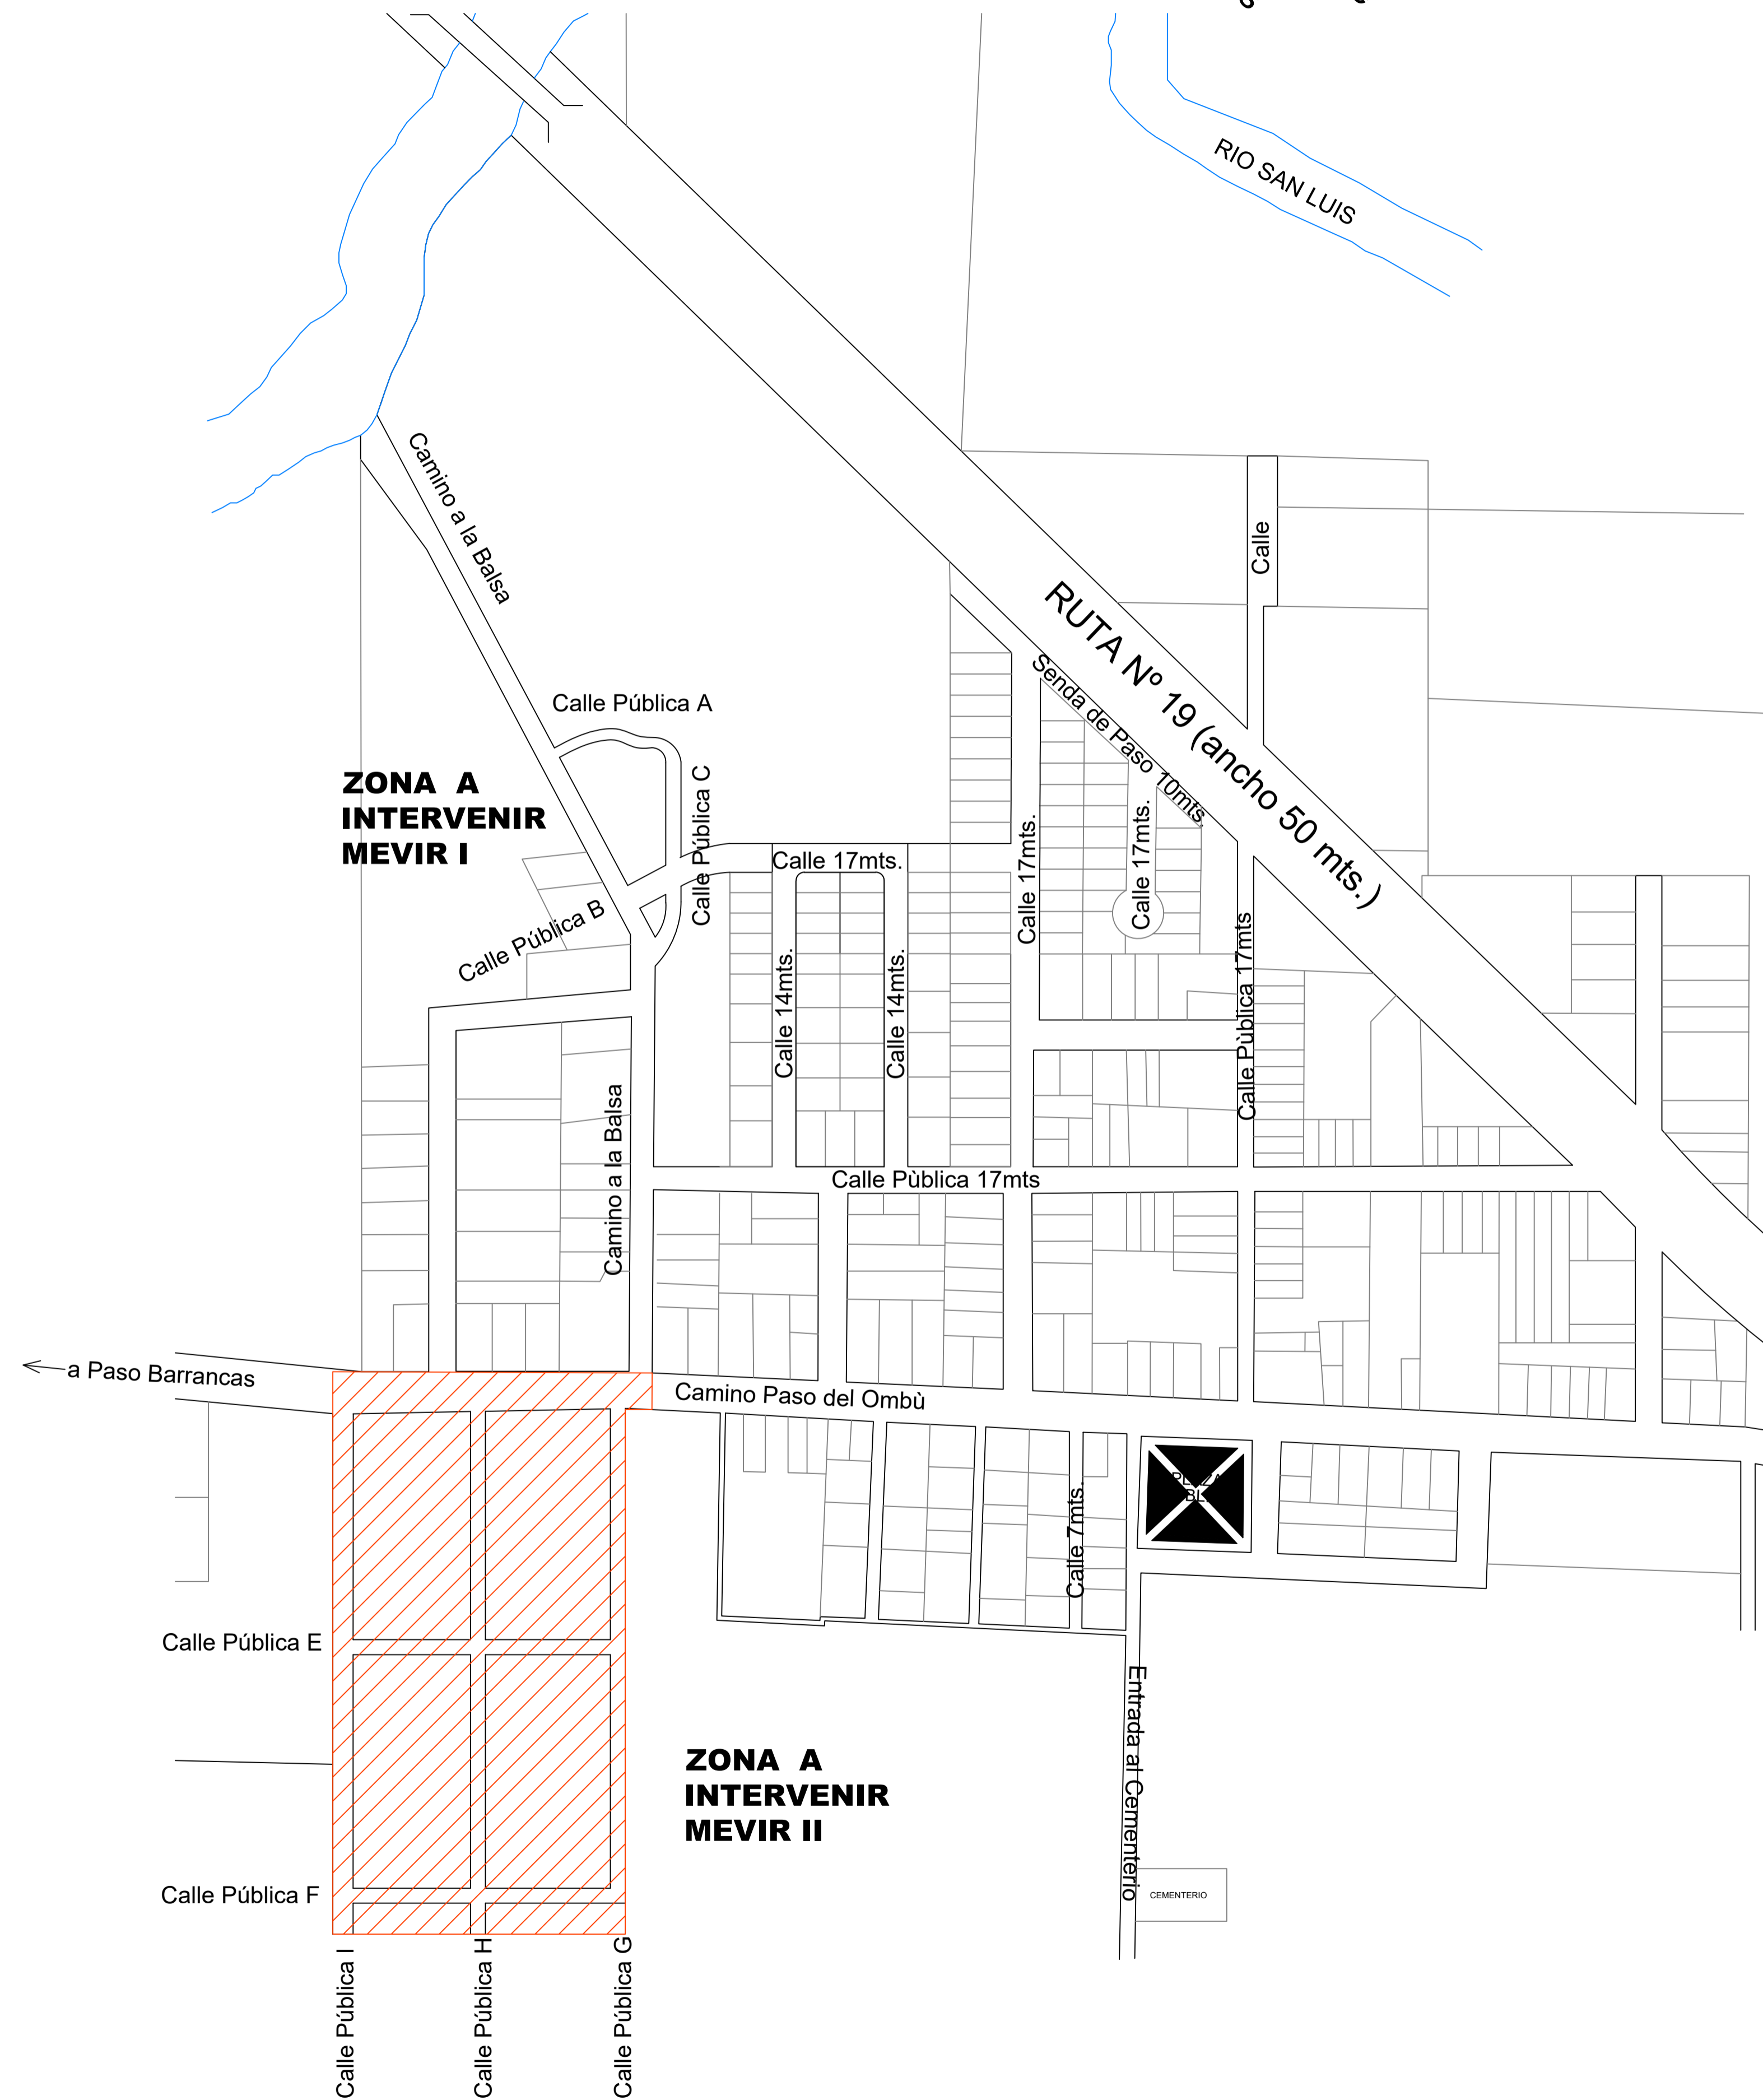 RIO SAN LUIS
Camino a la Balsa
Calle
RUTA Nº 19 (ancho 50 mts.)
Senda de Paso 10mts.
Calle Pública A
ZONA A
INTERVENIR
MEVIR I
Calle Pública C
Calle 17mts.
Calle 17mts.
Calle 17mts.
Calle Pública B
Calle 14mts.
Calle 14mts.
Calle Pùblica 17mts
Camino a la Balsa
Calle Pùblica 17mts
a Paso Barrancas
Camino Paso del Ombù
Calle 7mts.
Calle Pública E
Entrada al Cementerio
ZONA A
INTERVENIR
MEVIR II
Calle Pública F
CEMENTERIO
Calle Pública I
Calle Pública H
Calle Pública G